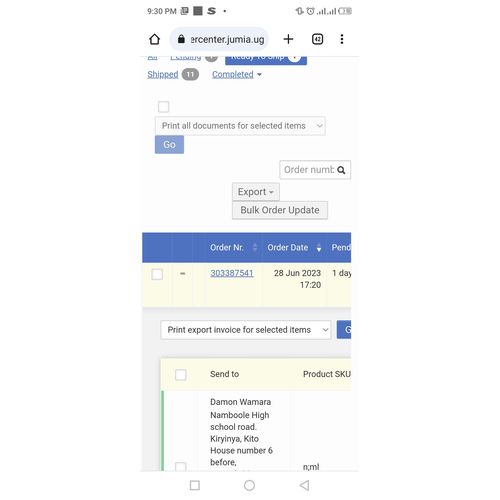 9:30 PM
ercenter.jumia.ug
42
Ready To Ship
Shipped 11 Completed
Print all documents for selected items
Go
Order numb
Export
Bulk Order Update
Order Nr. Order Date Pend
303387541 28 Jun 2023 1 day
17:20
Print export invoice for selected items G
Send to Product SKU
Damon Wamara
Namboole High
school road.
Kiryinya, Kito
House number 6
before, n;ml